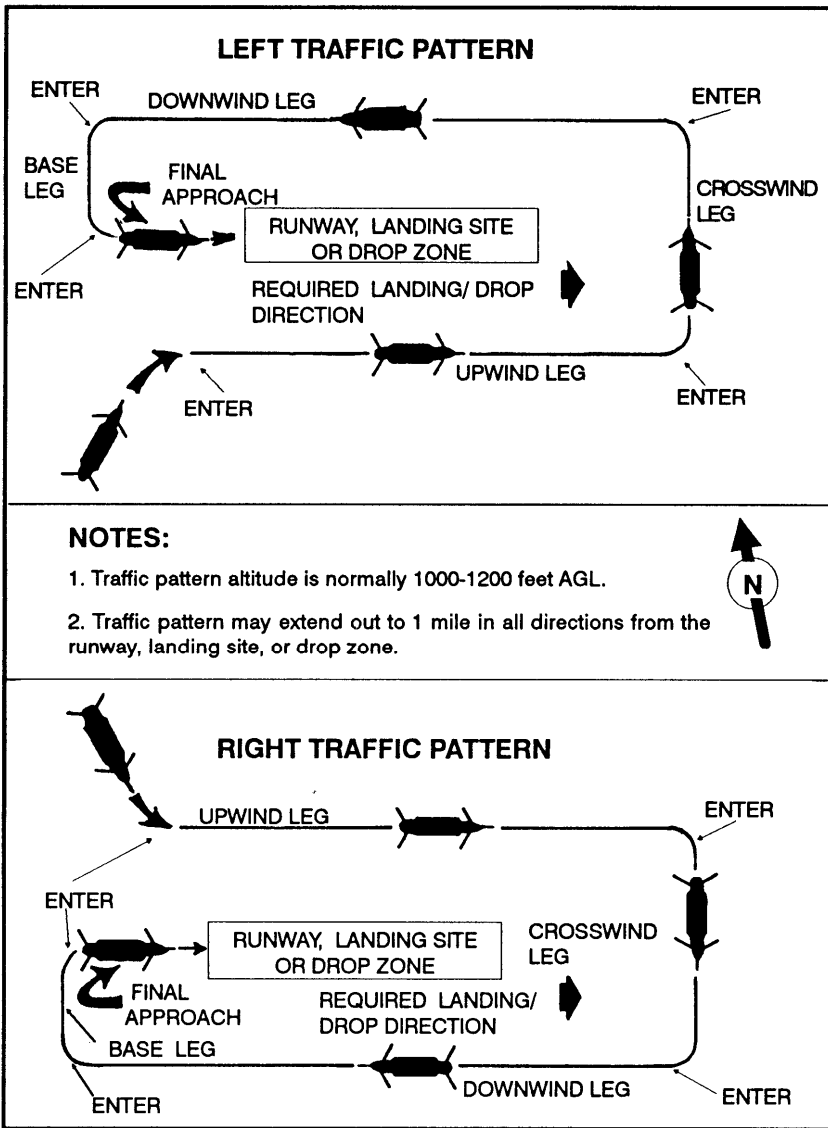 LEFT TRAFFIC PATTERN
ENTER
DOWNWIND LEG
ENTER
BASE
LEG
FINAL
APPROACH
CROSSWIND
LEG
RUNWAY, LANDING SITE
OR DROP ZONE
ENTER
REQUIRED LANDING/ DROP
DIRECTION
UPWIND LEG
ENTER
ENTER
NOTES:
1. Traffic pattern altitude is normally 1000-1200 feet AGL.
2. Traffic pattern may extend out to 1 mile in all directions from the
runway, landing site, or drop zone.
N
RIGHT TRAFFIC PATTERN
UPWIND LEG
ENTER
ENTER
RUNWAY, LANDING SITE
OR DROP ZONE
CROSSWIND
LEG
FINAL
APPROACH
REQUIRED LANDING/
DROP DIRECTION
BASE LEG
DOWNWIND LEG
ENTER
ENTER